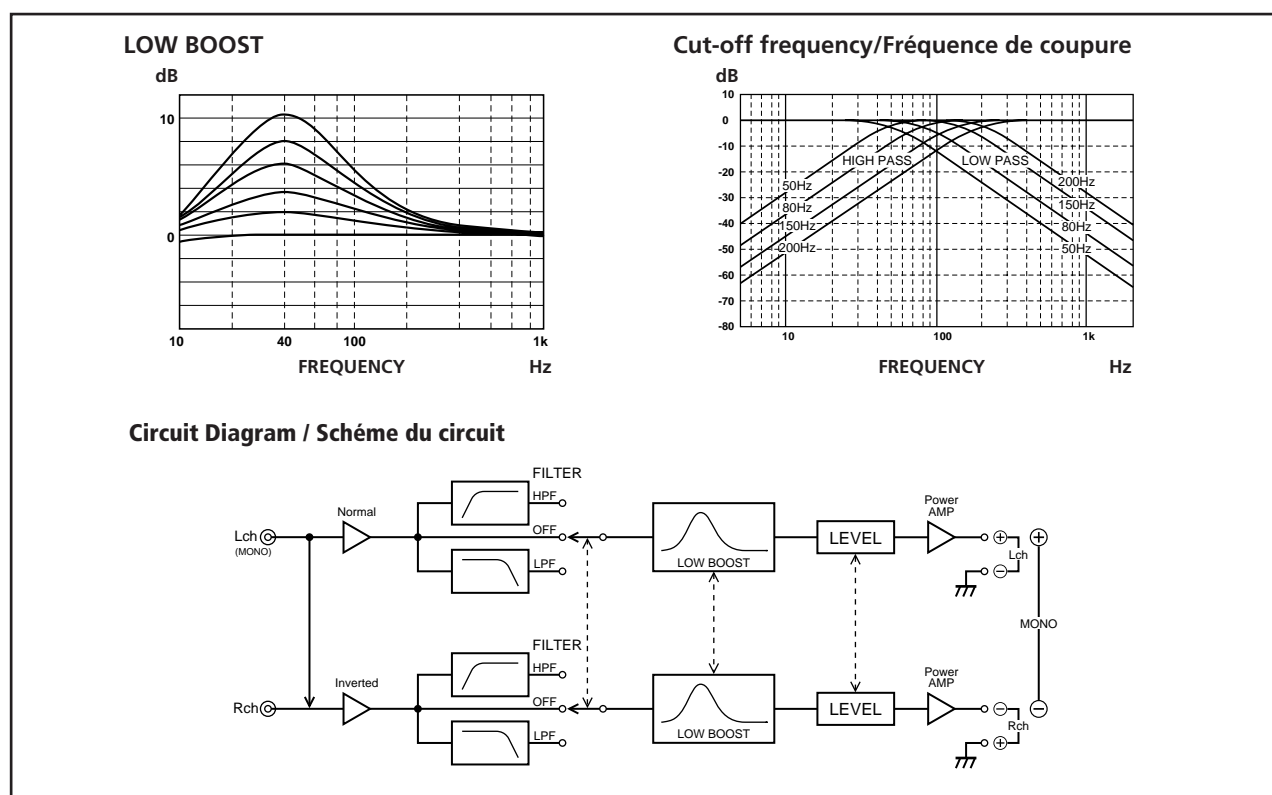 LOW BOOST
dB
10
0
10 40 100 1k
FREQUENCY Hz
Cut-off frequency/Fréquence de coupure
dB
10
0
-10
-20
-30
-40
-50
-60
-70
-80
HIGH PASS LOW PASS
50Hz
80Hz
150Hz
200Hz
200Hz
150Hz
80Hz
50Hz
10 100 1k
FREQUENCY Hz
Circuit Diagram / Schéme du circuit
Lch
(MONO)
Normal
FILTER
HPF
OFF
LPF
LOW BOOST
LEVEL
Power
AMP
+
Lch
−
+
MONO
−
Rch
Inverted
FILTER
HPF
OFF
LPF
LOW BOOST
LEVEL
Power
AMP
−
Rch
+